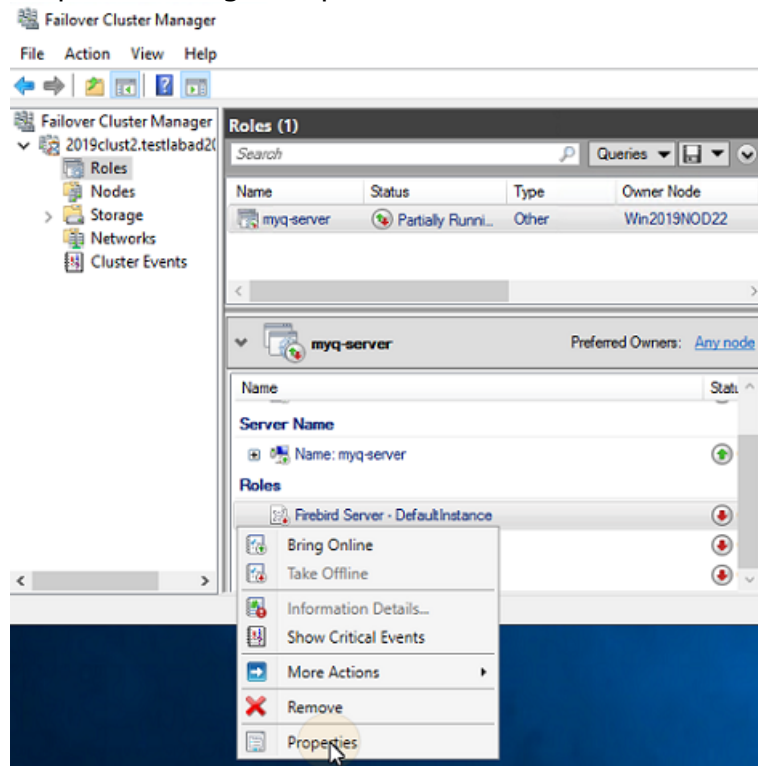 Failover Cluster Manager
File Action View Help
Failover Cluster Manager
2019clust2.testlabad2(
Roles
Nodes
Storage
Networks
Cluster Events
Roles (1)
Search
Queries
Name Status Type Owner Node
myq-server Partially Runni... Other Win2019NOD22
myq-server Preferred Owners: Any node
Name Statu
Server Name
Name: myq-server
Roles
Firebird Server - DefaultInstance
Bring Online
Take Offline
Information Details...
Show Critical Events
More Actions
Remove
Properties